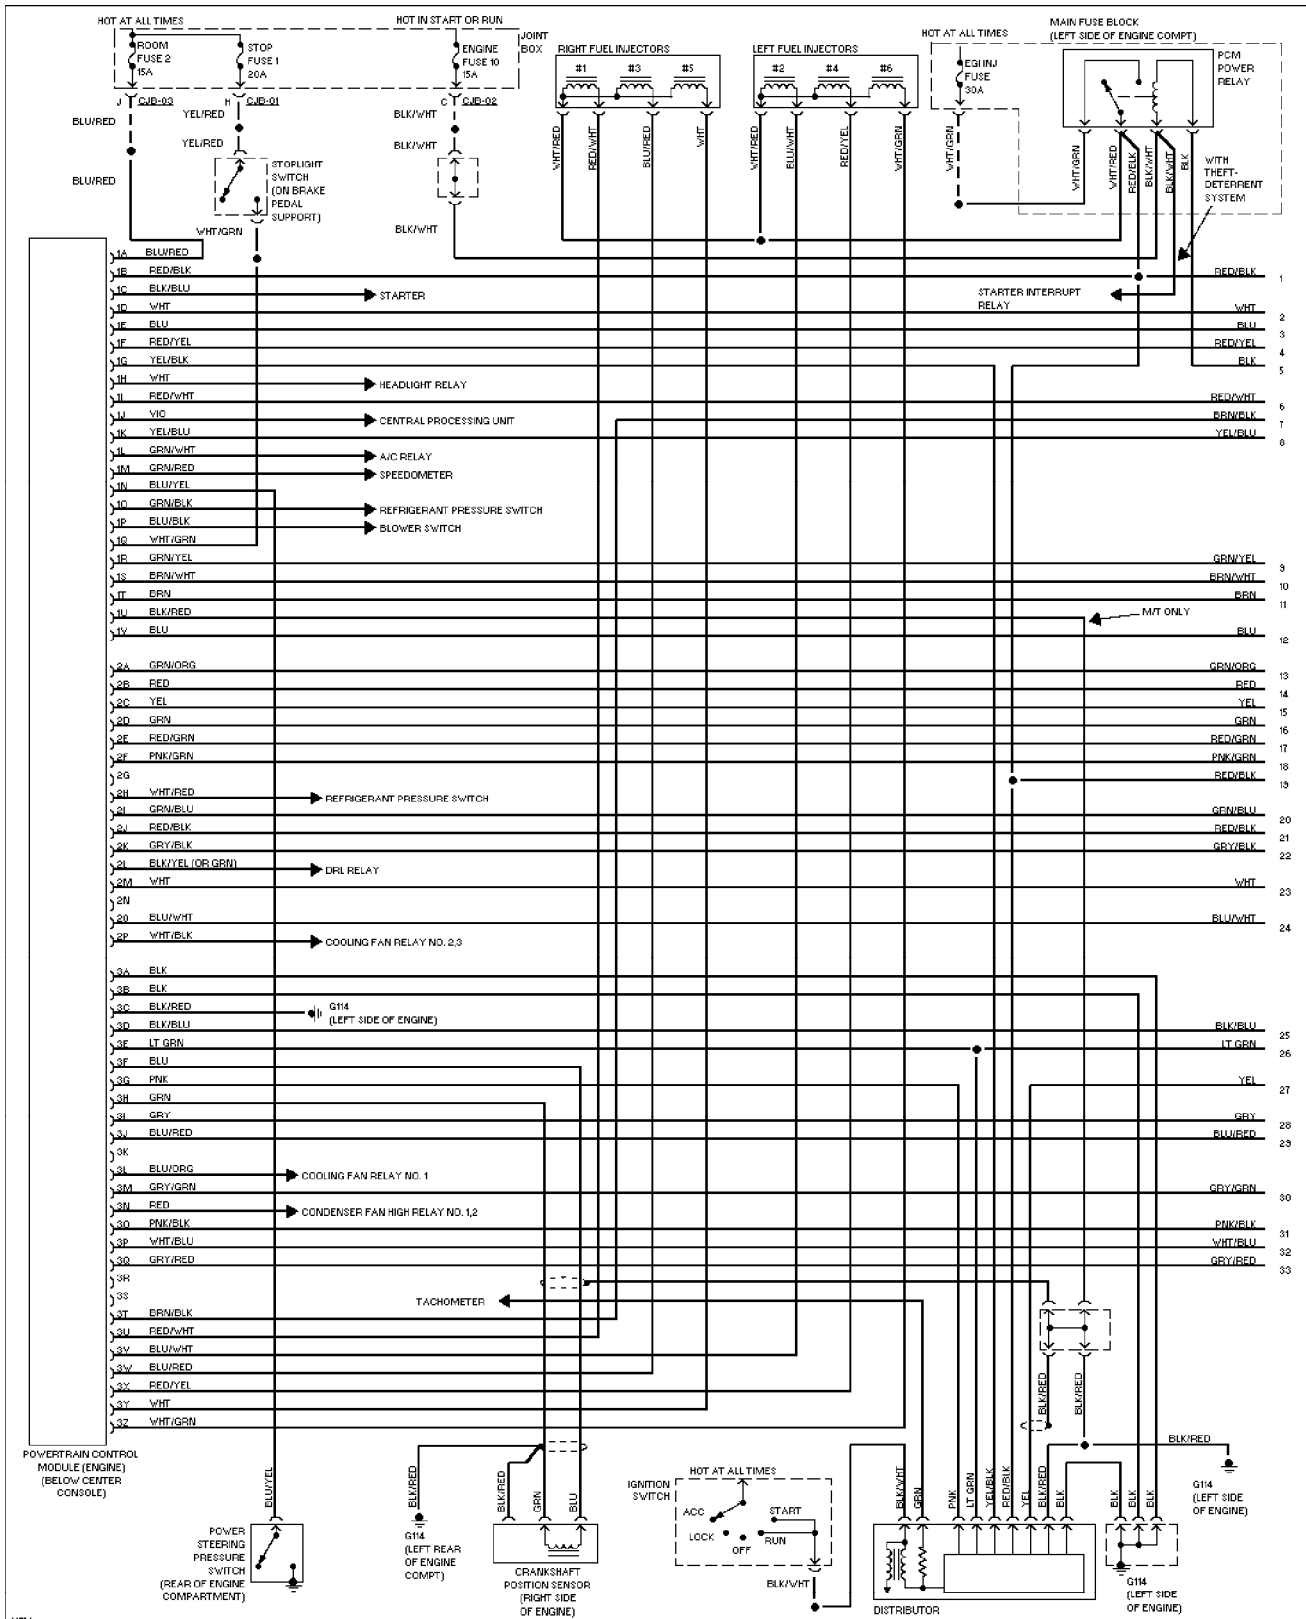 HOT AT ALL TIMES
HOT IN START OR RUN
JOINT
BOX
ROOM
FUSE 2
15A
STOP
FUSE 1
20A
ENGINE
FUSE 10
15A
J CJB-03
H CJB-01
C CJB-02
BLU/RED
YEL/RED
BLK/WHT
YEL/RED
BLK/WHT
BLU/RED
STOPLIGHT
SWITCH
(ON BRAKE
PEDAL
SUPPORT)
WHT/GRN
BLK/WHT
RIGHT FUEL INJECTORS
#1 #3 #5
WHT/RED
RED/WHT
BLU/RED
WHT
LEFT FUEL INJECTORS
#2 #4 #6
WHT/RED
BLU/WHT
RED/YEL
WHT/GRN
HOT AT ALL TIMES
EGI INJ
FUSE
30A
WHT/GRN
MAIN FUSE BLOCK
(LEFT SIDE OF ENGINE COMPT)
PCM
POWER
RELAY
WHT/GRN
WHT/RED
RED/BLK
BLK/WHT
BLK/WHT
BLK
WITH
THEFT-
DETERRENT
SYSTEM
STARTER INTERRUPT
RELAY
1A BLU/RED
1B RED/BLK
1C BLK/BLU
STARTER
1D WHT
1E BLU
1F RED/YEL
1G YEL/BLK
1H WHT
HEADLIGHT RELAY
1I RED/WHT
1J VIO
CENTRAL PROCESSING UNIT
1K YEL/BLU
1L GRN/WHT
A/C RELAY
1M GRN/RED
SPEEDOMETER
1N BLU/YEL
1O GRN/BLK
REFRIGERANT PRESSURE SWITCH
1P BLU/BLK
BLOWER SWITCH
1Q WHT/GRN
1R GRN/YEL
1S BRN/WHT
1T BRN
1U BLK/RED
M/T ONLY
1V BLU
2A GRN/ORG
2B RED
2C YEL
2D GRN
2E RED/GRN
2F PNK/GRN
2G
2H WHT/RED
REFRIGERANT PRESSURE SWITCH
2I GRN/BLU
2J RED/BLK
2K GRY/BLK
2L BLK/YEL (OR GRN)
DRL RELAY
2M WHT
2N
2O BLU/WHT
2P WHT/BLK
COOLING FAN RELAY NO. 2,3
3A BLK
3B BLK
3C BLK/RED
G114
(LEFT SIDE OF ENGINE)
3D BLK/BLU
3E LT GRN
3F BLU
3G PNK
3H GRN
3I GRY
3J BLU/RED
3K
3L BLU/ORG
COOLING FAN RELAY NO. 1
3M GRY/GRN
3N RED
CONDENSER FAN HIGH RELAY NO. 1,2
3O PNK/BLK
3P WHT/BLU
3Q GRY/RED
3R
3S
TACHOMETER
3T BRN/BLK
3U RED/WHT
3V BLU/WHT
3W BLU/RED
3X RED/YEL
3Y WHT
3Z WHT/GRN
RED/BLK 1
WHT 2
BLU 3
RED/YEL 4
BLK 5
RED/WHT 6
BRN/BLK 7
YEL/BLU 8
GRN/YEL 9
BRN/WHT 10
BRN 11
BLU 12
GRN/ORG 13
RED 14
YEL 15
GRN 16
RED/GRN 17
PNK/GRN 18
RED/BLK 19
GRN/BLU 20
RED/BLK 21
GRY/BLK 22
WHT 23
BLU/WHT 24
BLK/BLU 25
LT GRN 26
YEL 27
GRY 28
BLU/RED 29
GRY/GRN 30
PNK/BLK 31
WHT/BLU 32
GRY/RED 33
POWERTRAIN CONTROL
MODULE (ENGINE)
(BELOW CENTER
CONSOLE)
BLU/YEL
POWER
STEERING
PRESSURE
SWITCH
(REAR OF ENGINE
COMPARTMENT)
BLK/RED
G114
(LEFT REAR
OF ENGINE
COMPT)
BLK/RED
GRN
BLU
CRANKSHAFT
POSITION SENSOR
(RIGHT SIDE
OF ENGINE)
IGNITION
SWITCH
HOT AT ALL TIMES
ACC
START
LOCK
OFF
RUN
BLK/WHT
BLK/WHT
GRN
PNK
LT GRN
YEL/BLK
RED/BLK
YEL
BLK/RED
BLK
DISTRIBUTOR
BLK/RED
BLK/RED
BLK/RED
G114
(LEFT SIDE
OF ENGINE)
BLK
BLK
BLK
G114
(LEFT SIDE
OF ENGINE)